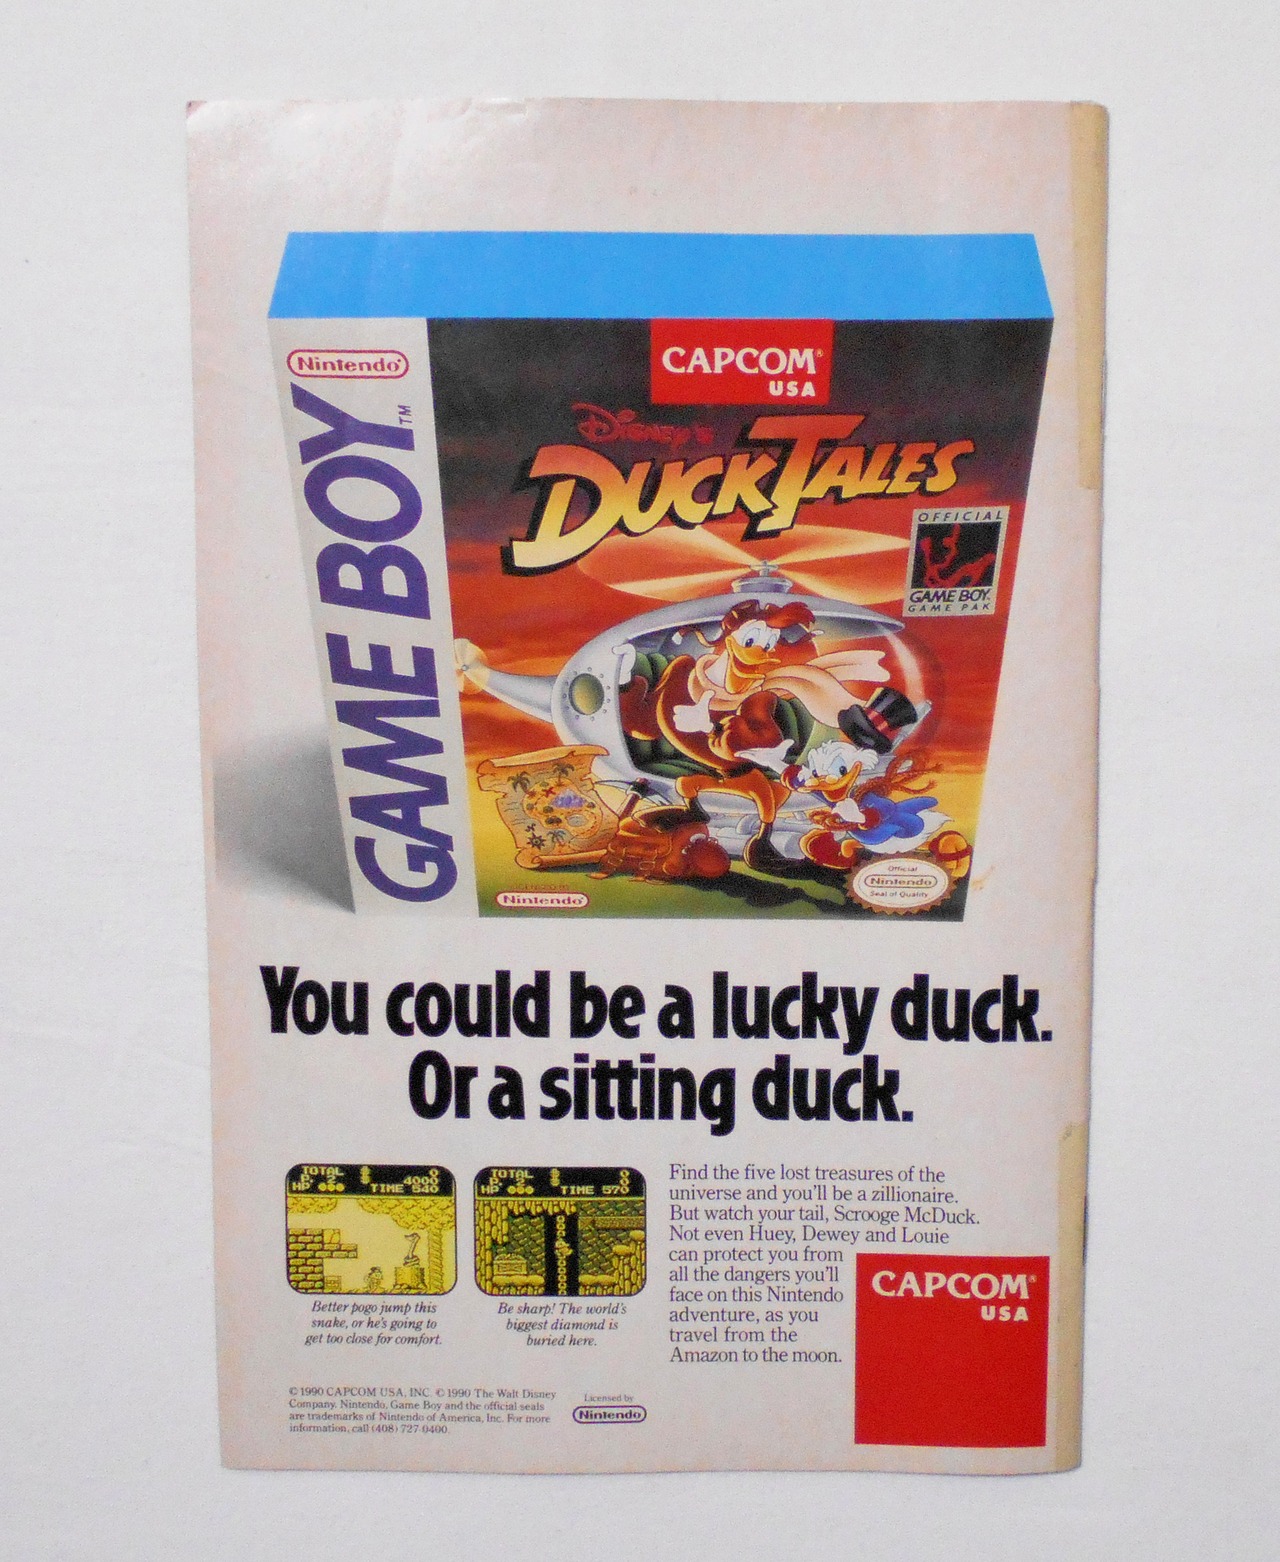 Nintendo®
GAME BOY™
CAPCOM®
USA
Disney's
DUCKTALES
OFFICIAL
GAME BOY
GAME PAK
CAPCOM
Nintendo®
Official
Nintendo
Seal of Quality
You could be a lucky duck.
Or a sitting duck.
TOTAL 0
P. 2 4000
HP TIME 540
Better pogo jump this
snake, or he's going to
get too close for comfort.
TOTAL 0
P. 2 0
HP TIME 570
Be sharp! The world's
biggest diamond is
buried here.
Find the five lost treasures of the
universe and you'll be a zillionaire.
But watch your tail, Scrooge McDuck.
Not even Huey, Dewey and Louie
can protect you from
all the dangers you'll
face on this Nintendo
adventure, as you
travel from the
Amazon to the moon.
CAPCOM®
USA
© 1990 CAPCOM USA, INC. © 1990 The Walt Disney
Company. Nintendo, Game Boy and the official seals
are trademarks of Nintendo of America, Inc. For more
information, call (408) 727-0400.
Licensed by
Nintendo